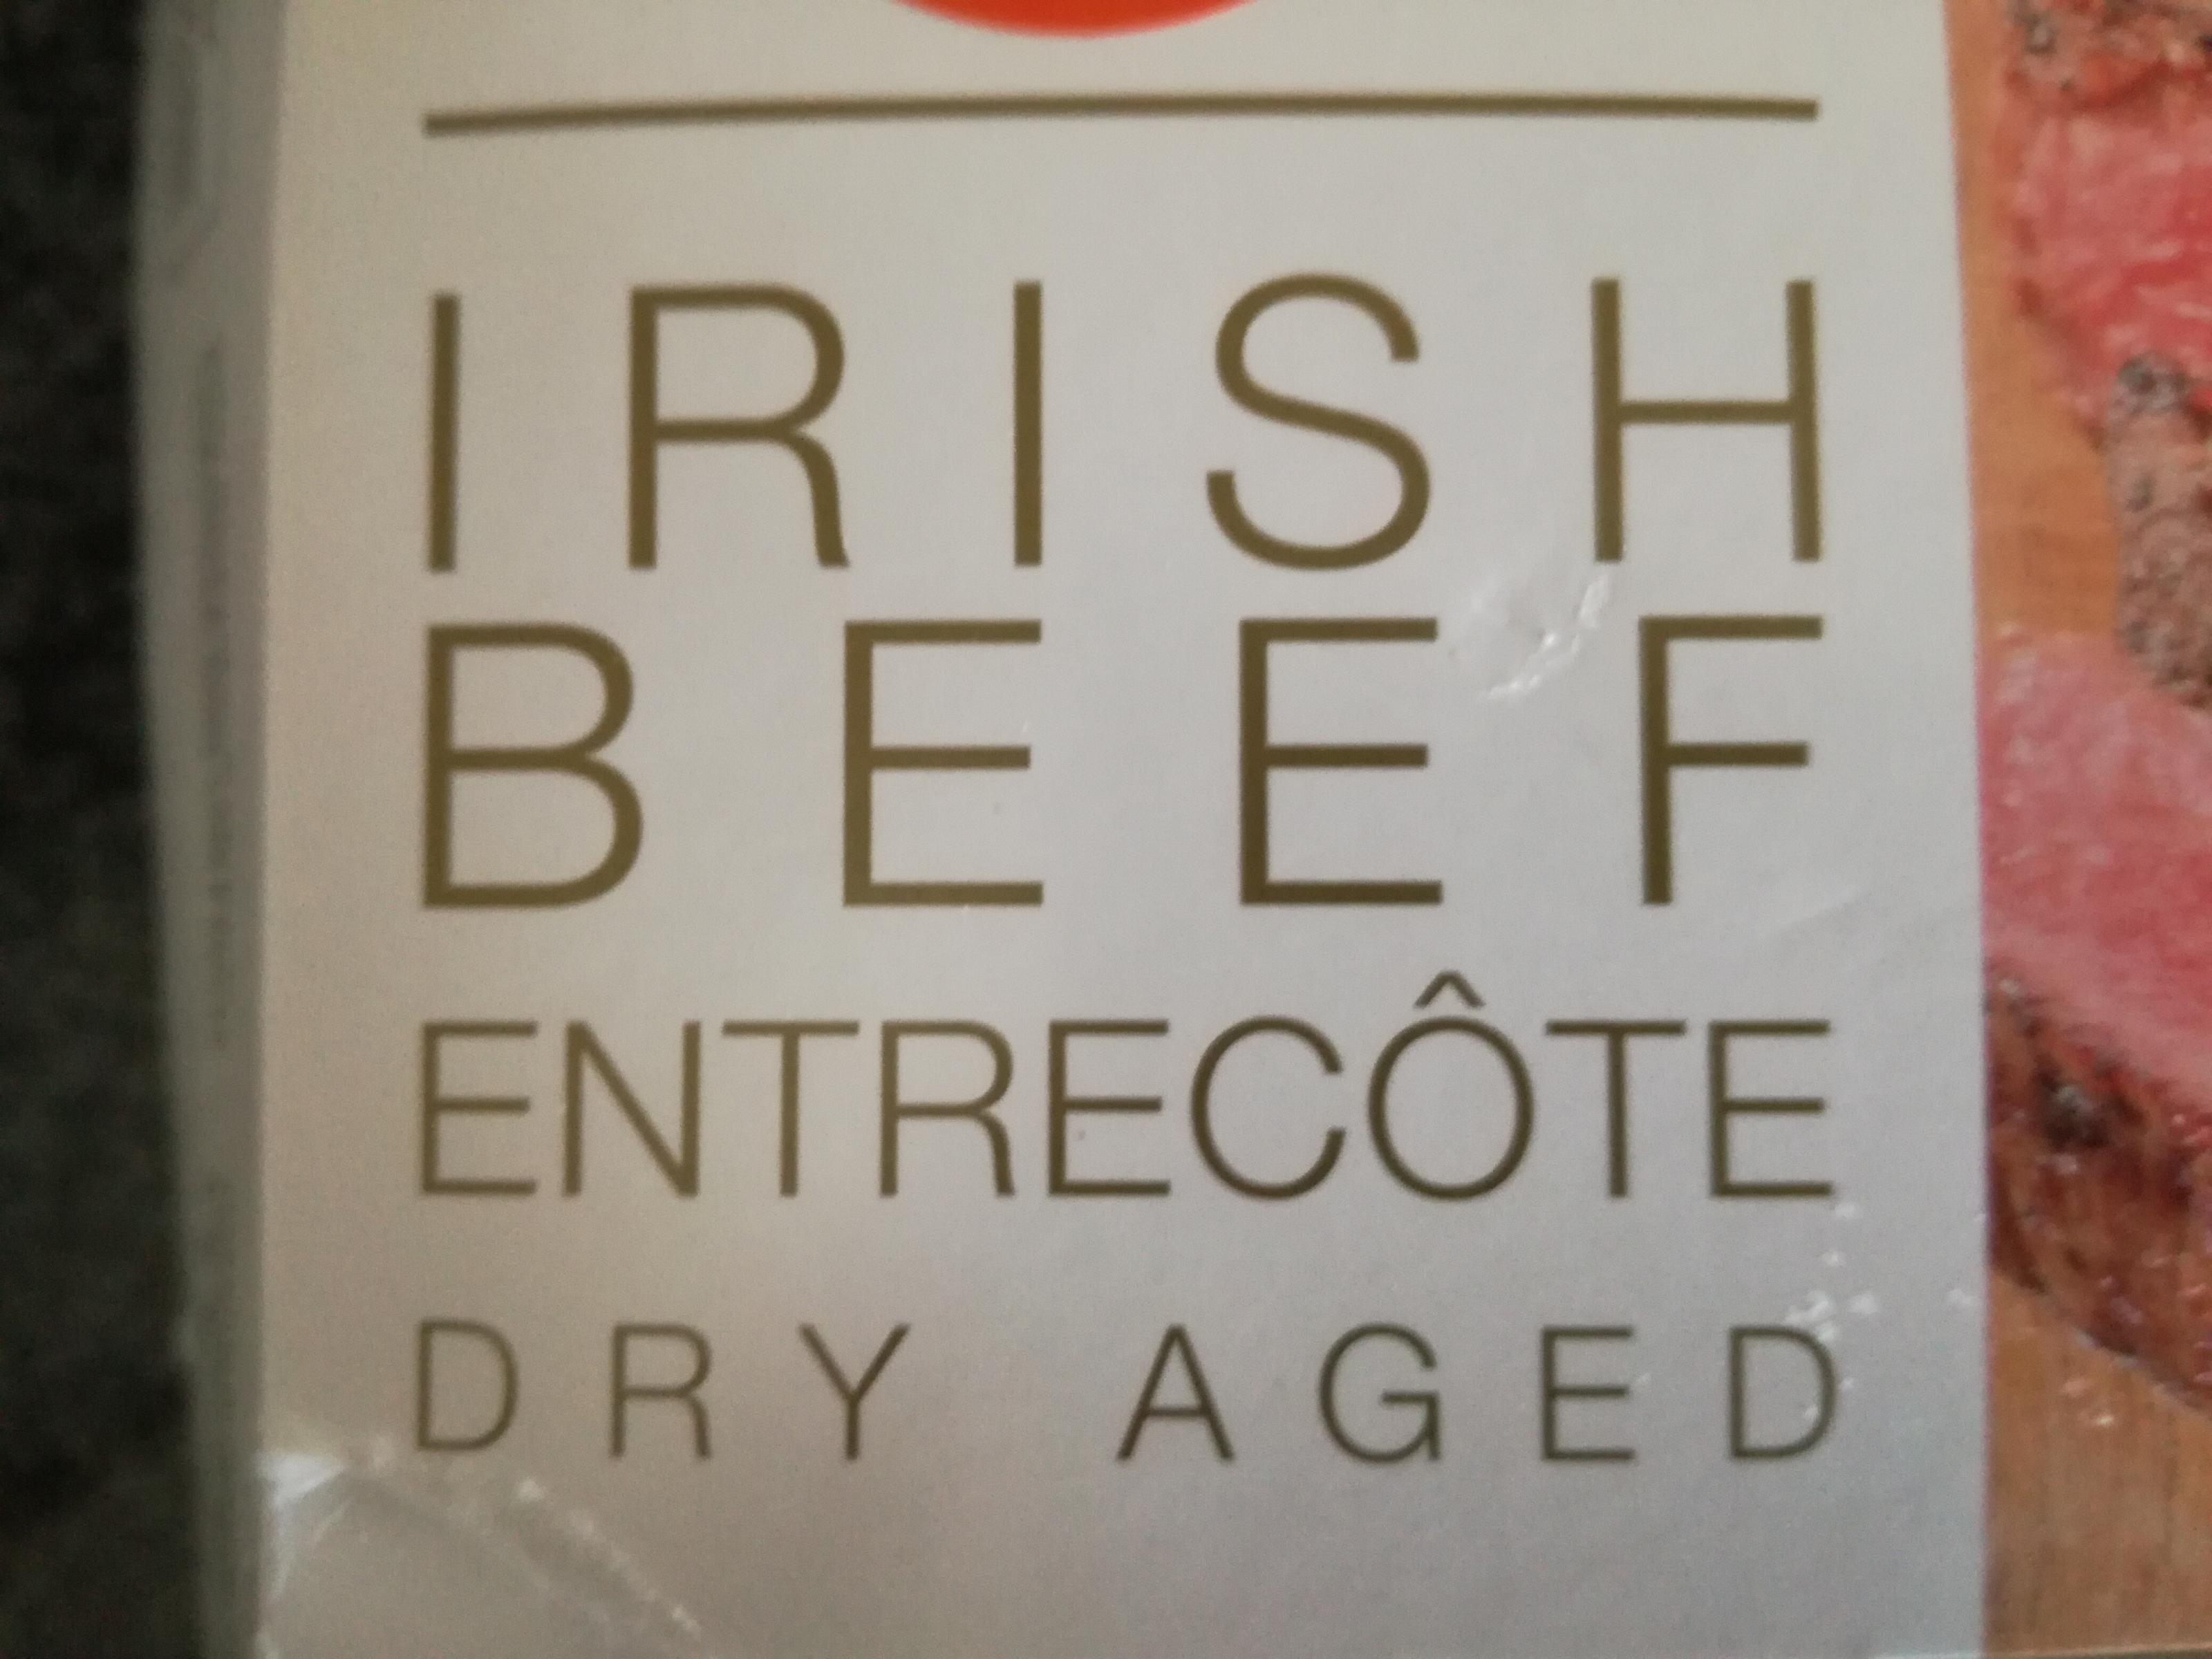 IRISH
BEEF
ENTRECÔTE
DRY AGED